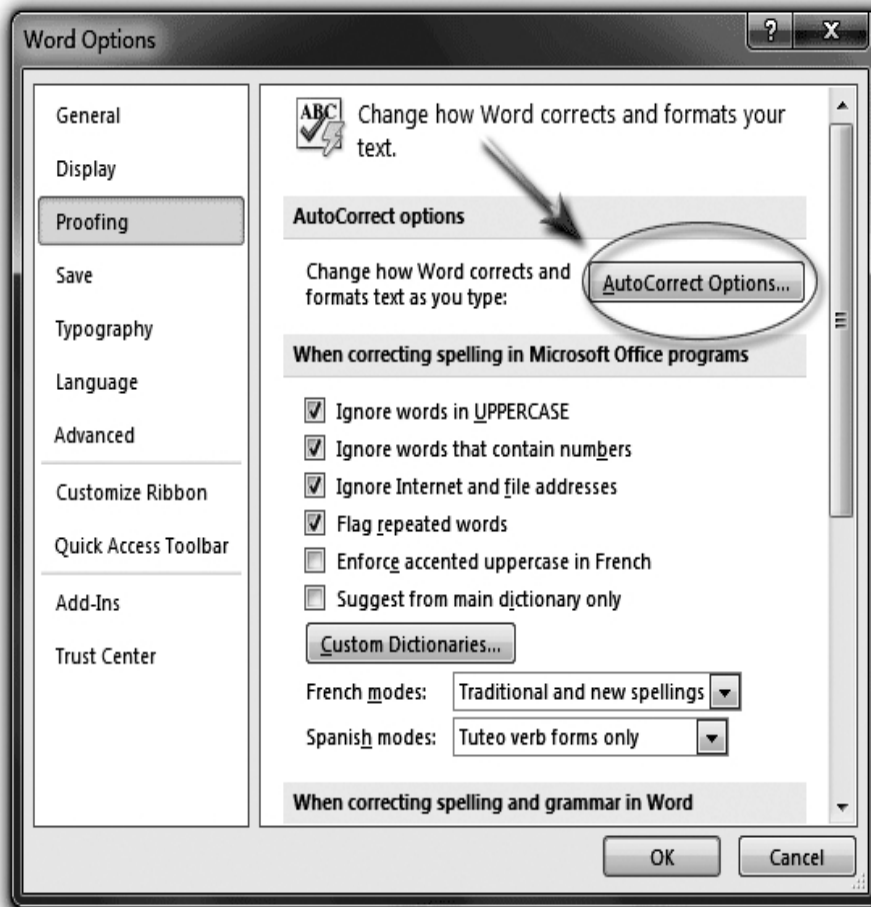 Word Options
?
X
General
Display
Proofing
Save
Typography
Language
Advanced
Customize Ribbon
Quick Access Toolbar
Add-Ins
Trust Center
ABC
Change how Word corrects and formats your
text.
AutoCorrect options
Change how Word corrects and
formats text as you type:
AutoCorrect Options...
When correcting spelling in Microsoft Office programs
Ignore words in UPPERCASE
Ignore words that contain numbers
Ignore Internet and file addresses
Flag repeated words
Enforce accented uppercase in French
Suggest from main dictionary only
Custom Dictionaries...
French modes: Traditional and new spellings
Spanish modes: Tuteo verb forms only
When correcting spelling and grammar in Word
OK Cancel